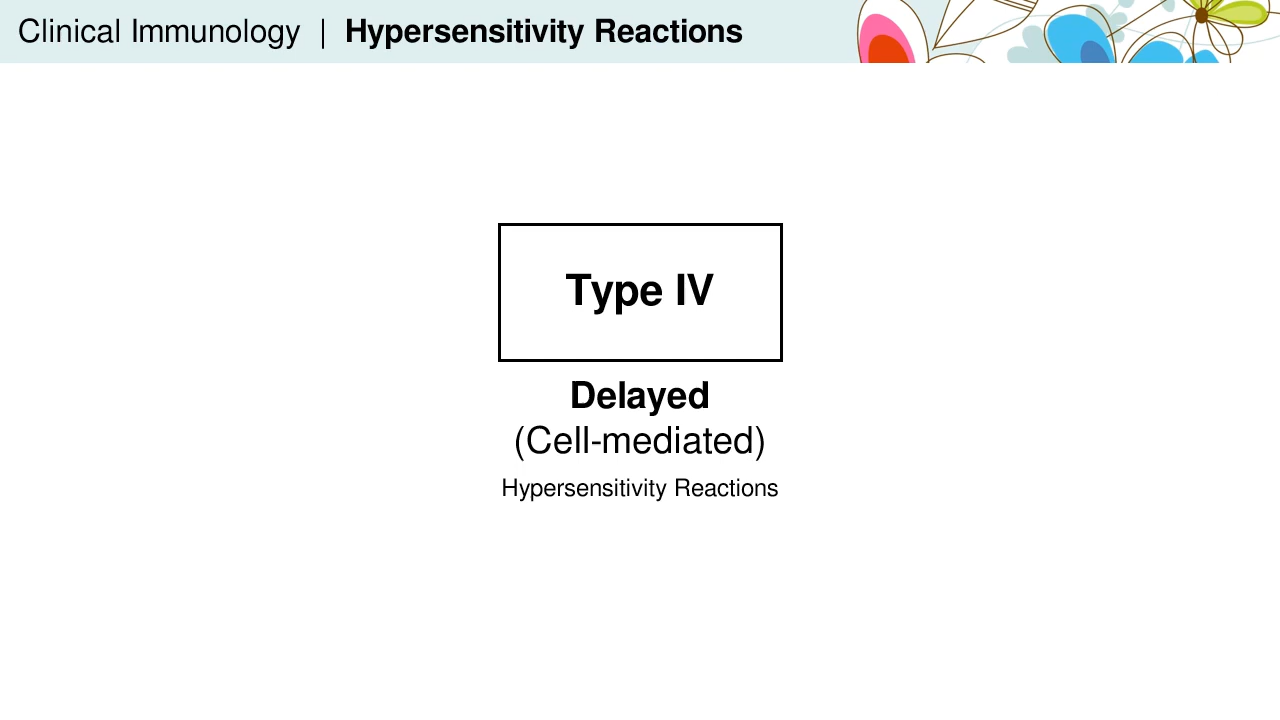 Clinical Immunology | Hypersensitivity Reactions
Type IV
Delayed
(Cell-mediated)
Hypersensitivity Reactions